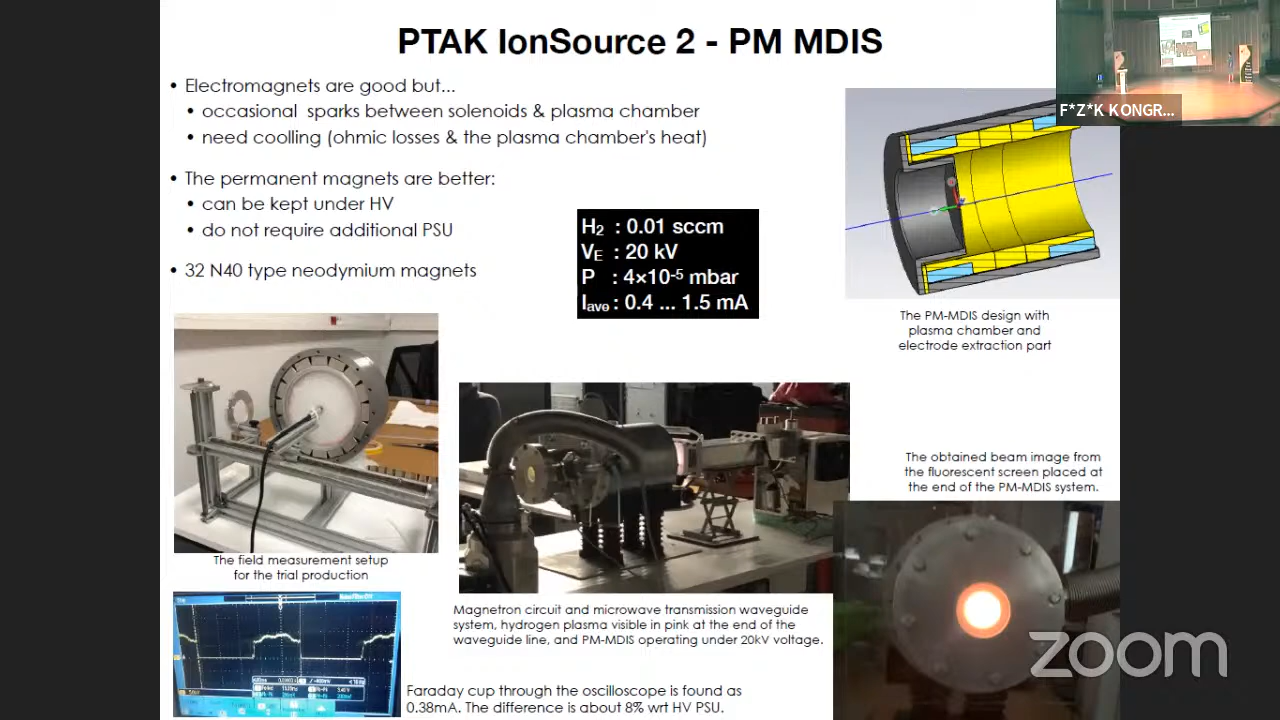 PTAK IonSource 2 - PM MDIS
F*Z*K KONGR...
• Electromagnets are good but...
• occasional sparks between solenoids & plasma chamber
• need coolling (ohmic losses & the plasma chamber's heat)
• The permanent magnets are better:
• can be kept under HV
• do not require additional PSU
• 32 N40 type neodymium magnets
H₂ : 0.01 sccm
VE : 20 kV
P : 4×10⁻⁵ mbar
Iave : 0.4 ... 1.5 mA
The PM-MDIS design with
plasma chamber and
electrode extraction part
The field measurement setup
for the trial production
Magnetron circuit and microwave transmission waveguide
system, hydrogen plasma visible in pink at the end of the
waveguide line, and PM-MDIS operating under 20kV voltage.
The obtained beam image from
the fluorescent screen placed at
the end of the PM-MDIS system.
Faraday cup through the oscilloscope is found as
0.38mA. The difference is about 8% wrt HV PSU.
zoom